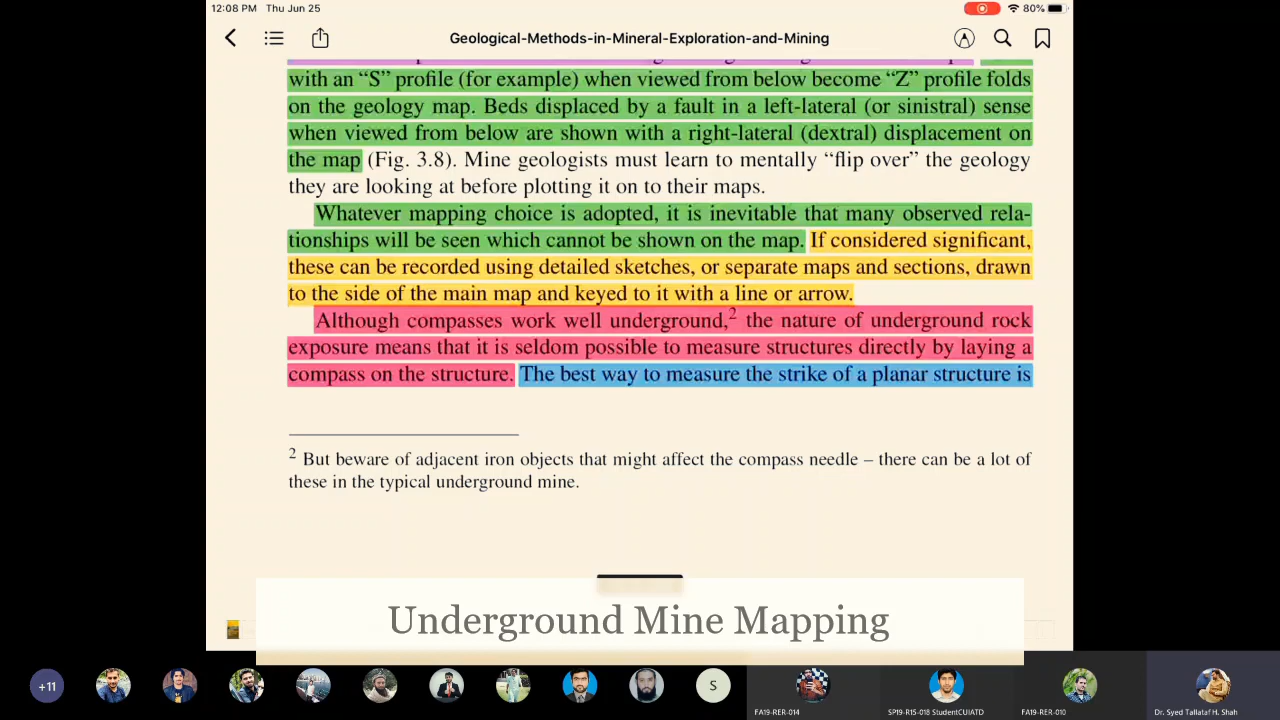 12:08 PM Thu Jun 25
80%
Geological-Methods-in-Mineral-Exploration-and-Mining
with an “S” profile (for example) when viewed from below become “Z” profile folds
on the geology map. Beds displaced by a fault in a left-lateral (or sinistral) sense
when viewed from below are shown with a right-lateral (dextral) displacement on
the map (Fig. 3.8). Mine geologists must learn to mentally “flip over” the geology
they are looking at before plotting it on to their maps.
Whatever mapping choice is adopted, it is inevitable that many observed rela-
tionships will be seen which cannot be shown on the map. If considered significant,
these can be recorded using detailed sketches, or separate maps and sections, drawn
to the side of the main map and keyed to it with a line or arrow.
Although compasses work well underground,2 the nature of underground rock
exposure means that it is seldom possible to measure structures directly by laying a
compass on the structure. The best way to measure the strike of a planar structure is
2 But beware of adjacent iron objects that might affect the compass needle – there can be a lot of
these in the typical underground mine.
Underground Mine Mapping
+11
S
FA19-RER-014
SP19-R15-018 StudentCUIATD
FA19-RER-010
Dr. Syed Tallataf H. Shah